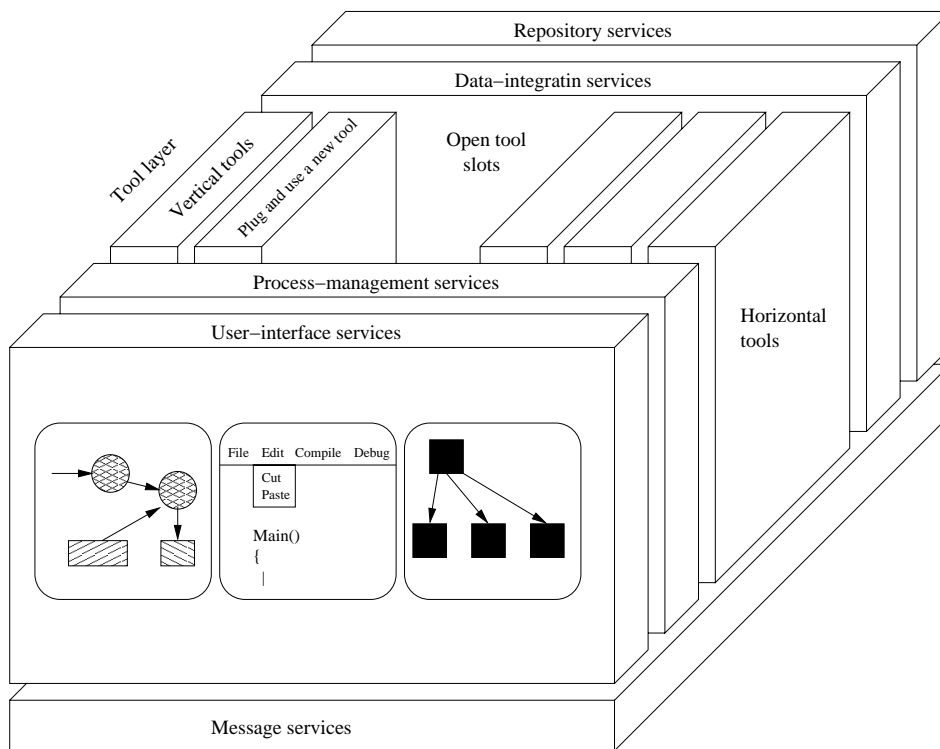 Repository services
Data−integratin services
Tool layer
Vertical tools
Plug and use a new tool
Open tool
slots
Process−management services
User−interface services
Horizontal
tools
File Edit Compile Debug
Cut
Paste
Main()
{
|
Message services